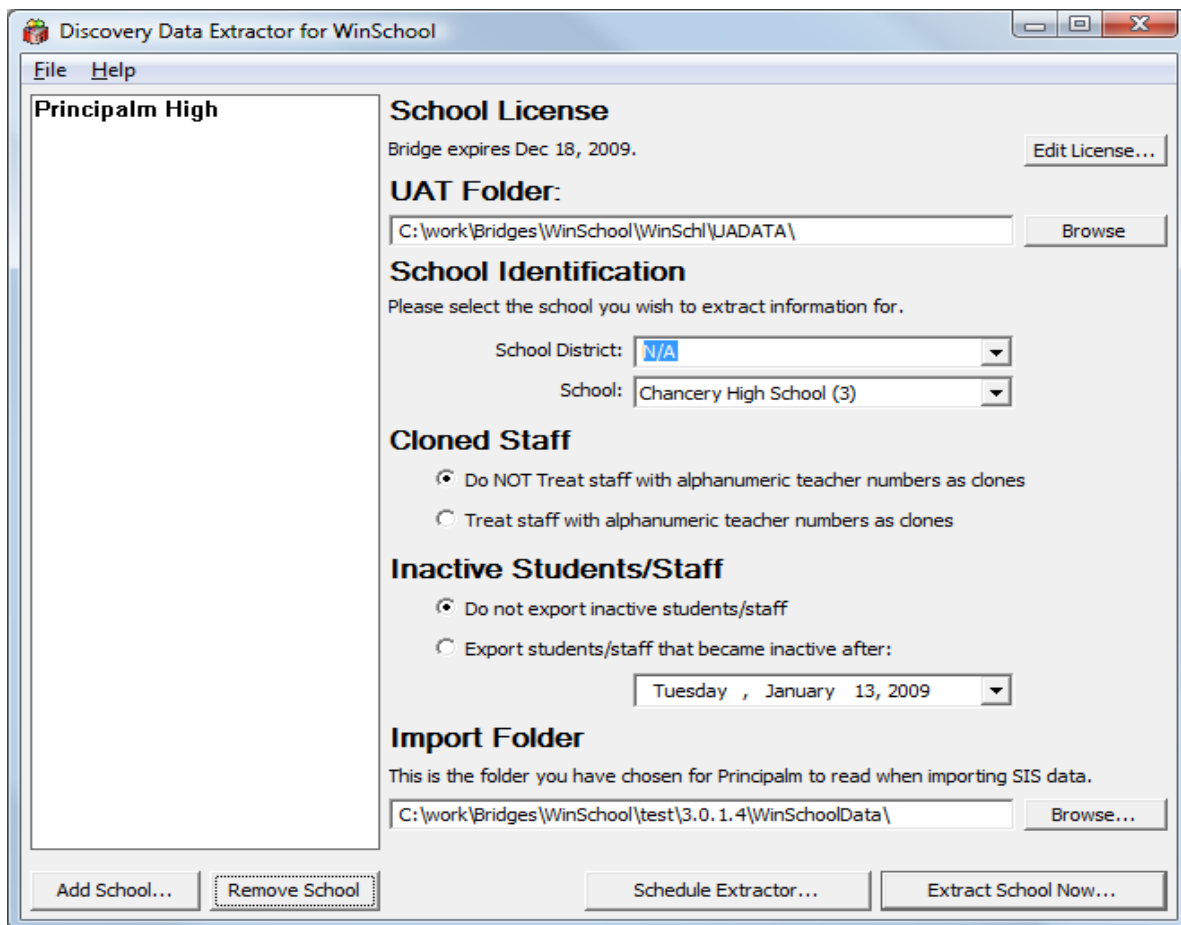 Discovery Data Extractor for WinSchool
File Help
Principalm High
School License
Bridge expires Dec 18, 2009.
Edit License...
UAT Folder:
C:\work\Bridges\WinSchool\WinSchl\UADATA\
Browse
School Identification
Please select the school you wish to extract information for.
School District: N/A
School: Chancery High School (3)
Cloned Staff
Do NOT Treat staff with alphanumeric teacher numbers as clones
Treat staff with alphanumeric teacher numbers as clones
Inactive Students/Staff
Do not export inactive students/staff
Export students/staff that became inactive after:
Tuesday , January 13, 2009
Import Folder
This is the folder you have chosen for Principalm to read when importing SIS data.
C:\work\Bridges\WinSchool\test\3.0.1.4\WinSchoolData\
Browse...
Add School... Remove School Schedule Extractor... Extract School Now...